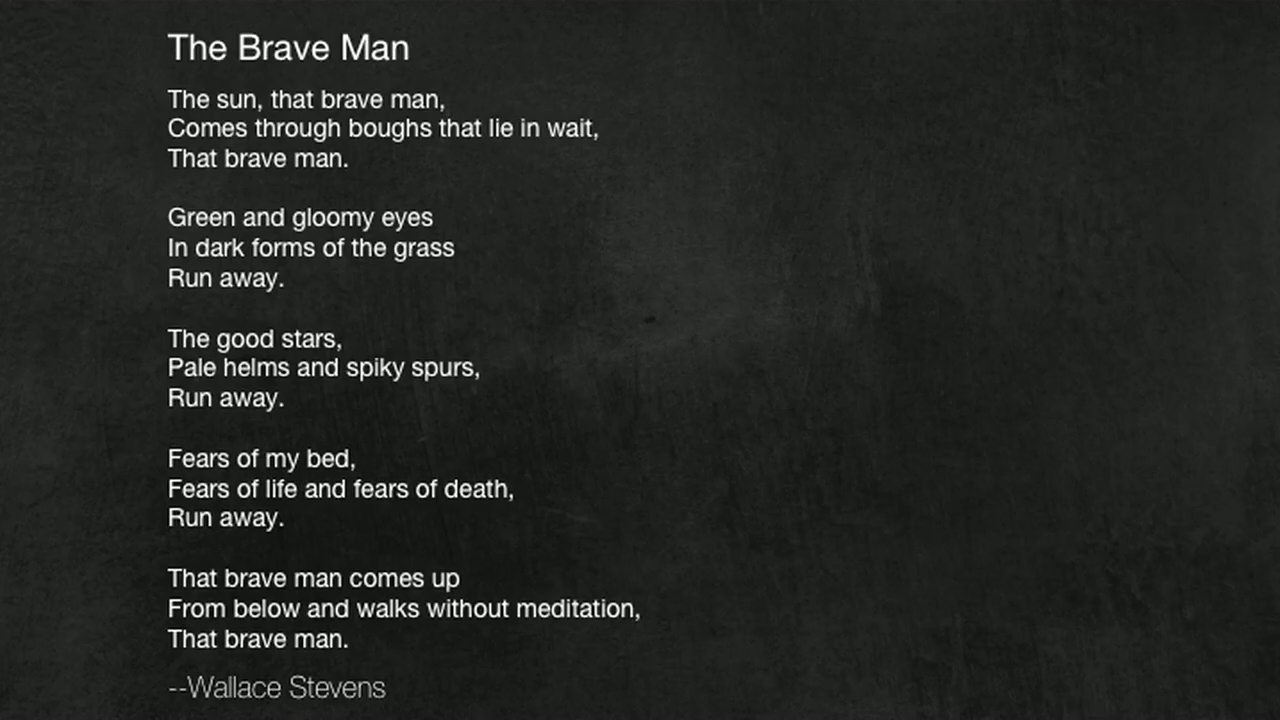 The Brave Man
The sun, that brave man,
Comes through boughs that lie in wait,
That brave man.
Green and gloomy eyes
In dark forms of the grass
Run away.
The good stars,
Pale helms and spiky spurs,
Run away.
Fears of my bed,
Fears of life and fears of death,
Run away.
That brave man comes up
From below and walks without meditation,
That brave man.
--Wallace Stevens